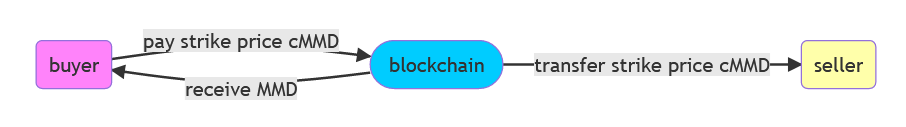 pay strike price cMMD
buyer
blockchain
transfer strike price cMMD
seller
receive MMD